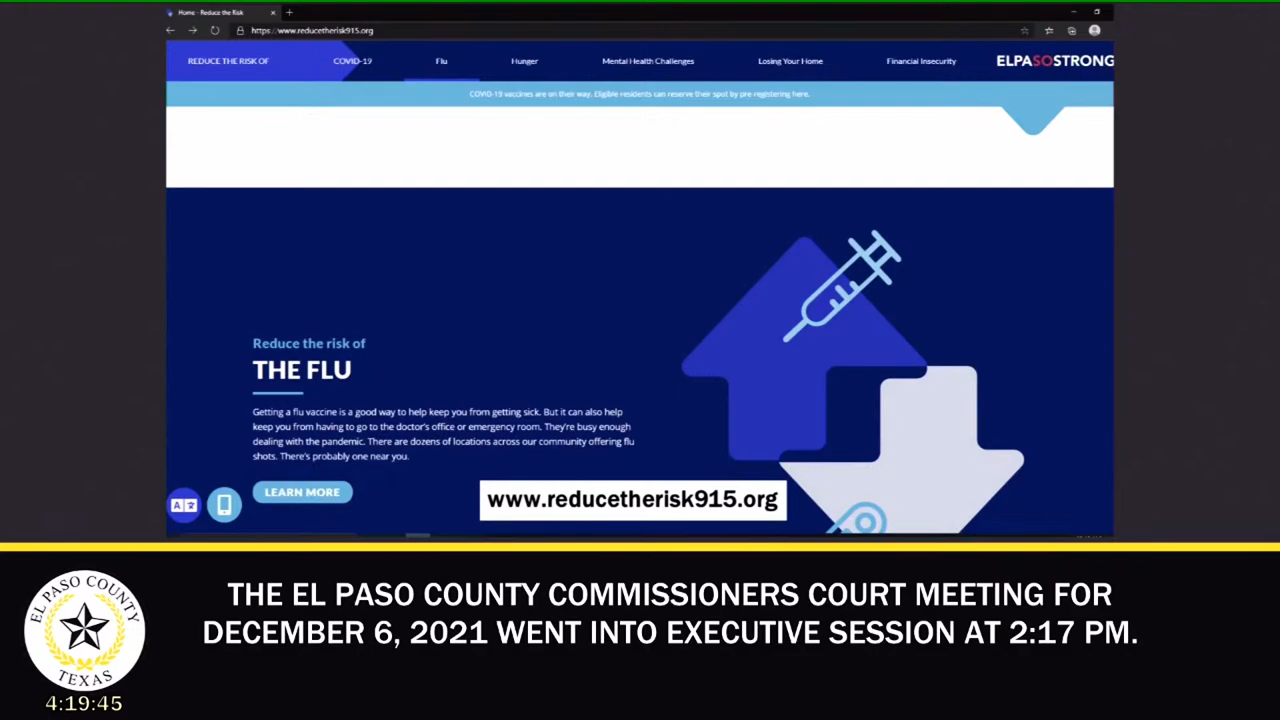 Home - Reduce the Risk
https://www.reducetherisk915.org
REDUCE THE RISK OF COVID-19 Flu Hunger Mental Health Challenges Losing Your Home Financial Insecurity ELPASOSTRONG
COVID-19 vaccines are on their way. Eligible residents can reserve their spot by pre registering here.
Reduce the risk of
THE FLU
Getting a flu vaccine is a good way to help keep you from getting sick. But it can also help
keep you from having to go to the doctor's office or emergency room. They're busy enough
dealing with the pandemic. There are dozens of locations across our community offering flu
shots. There's probably one near you.
LEARN MORE
www.reducetherisk915.org
EL PASO COUNTY
TEXAS
THE EL PASO COUNTY COMMISSIONERS COURT MEETING FOR
DECEMBER 6, 2021 WENT INTO EXECUTIVE SESSION AT 2:17 PM.
4:19:45